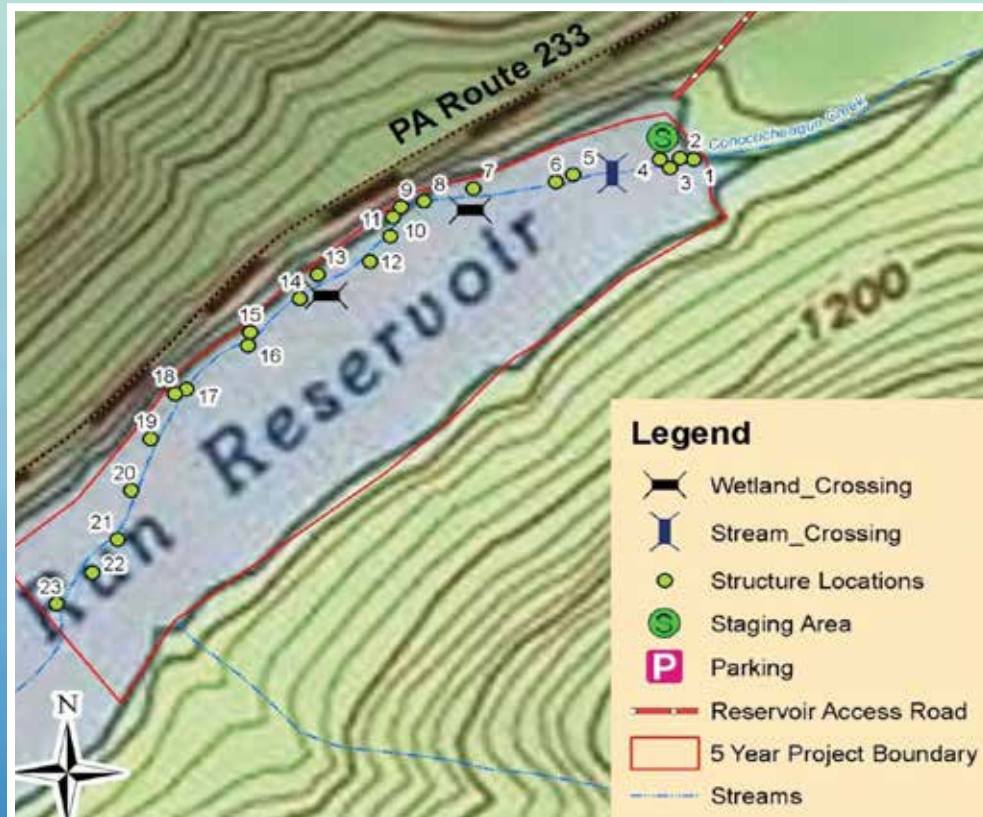 PA Route 233
Conococheague Creek
S
2
1
3
4
5
6
7
8
9
10
11
12
13
14
15
16
17
18
19
20
21
22
23
Run Reservoir
1200
N
Legend
Wetland_Crossing
Stream_Crossing
Structure Locations
S Staging Area
P Parking
Reservoir Access Road
5 Year Project Boundary
Streams